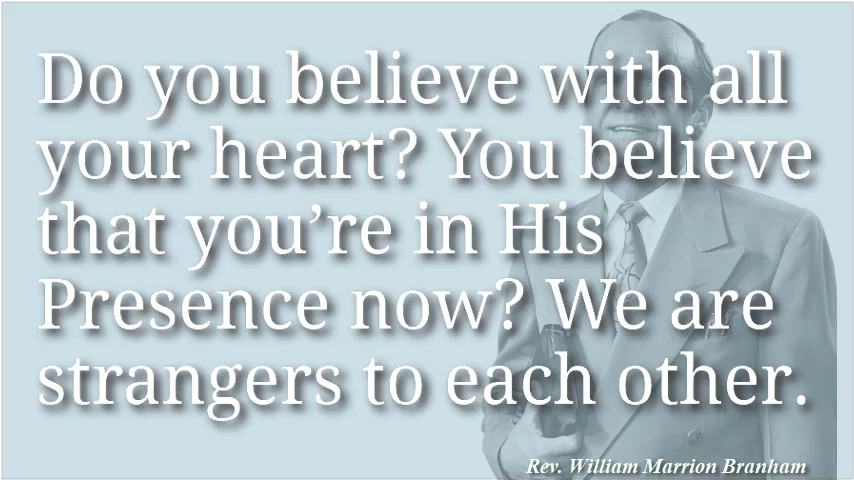 Do you believe with all
your heart? You believe
that you’re in His
Presence now? We are
strangers to each other.
Rev. William Marrion Branham